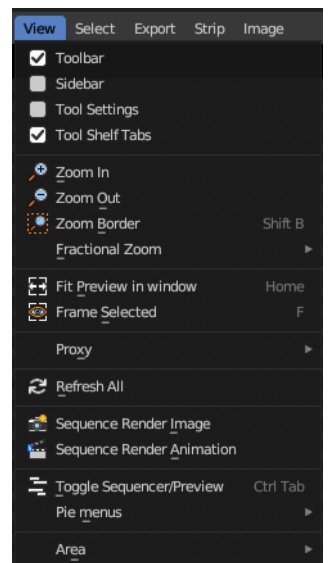 View Select Export Strip Image
Toolbar
Sidebar
Tool Settings
Tool Shelf Tabs
Zoom In
Zoom Out
Zoom Border Shift B
Fractional Zoom
Fit Preview in window Home
Frame Selected F
Proxy
Refresh All
Sequence Render Image
Sequence Render Animation
Toggle Sequencer/Preview Ctrl Tab
Pie menus
Area